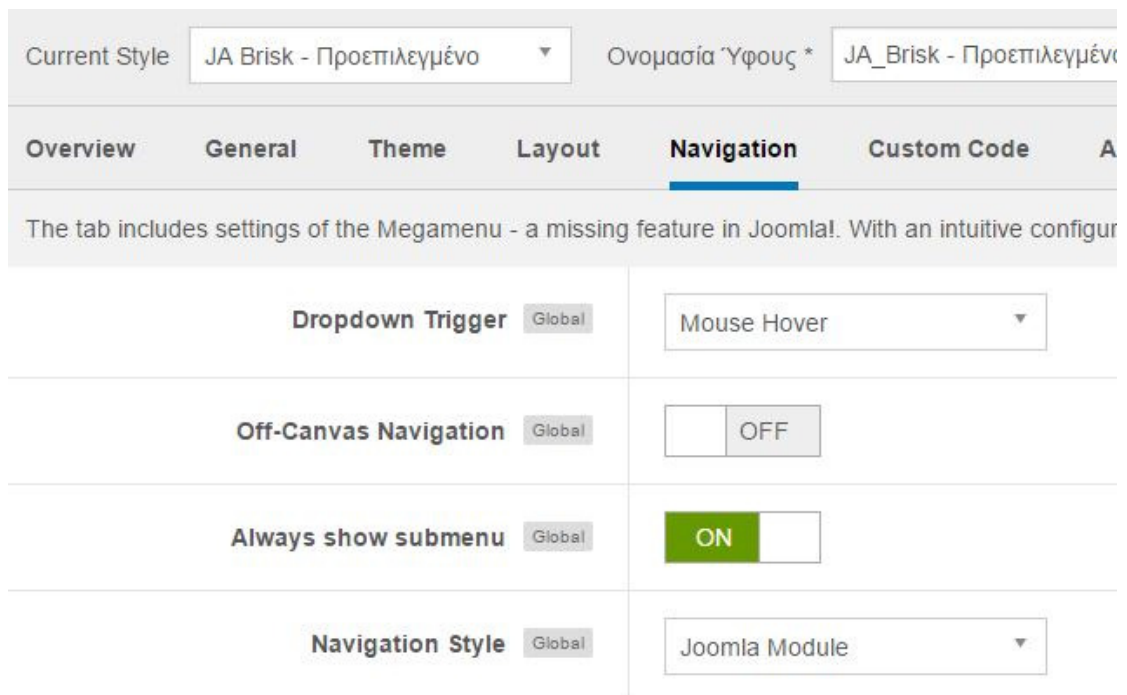 Current Style JA Brisk - Προεπιλεγμένο Ονομασία Ύφους * JA_Brisk - Προεπιλεγμένο
Overview General Theme Layout Navigation Custom Code A
The tab includes settings of the Megamenu - a missing feature in Joomla!. With an intuitive configur
Dropdown Trigger Global Mouse Hover
Off-Canvas Navigation Global OFF
Always show submenu Global ON
Navigation Style Global Joomla Module